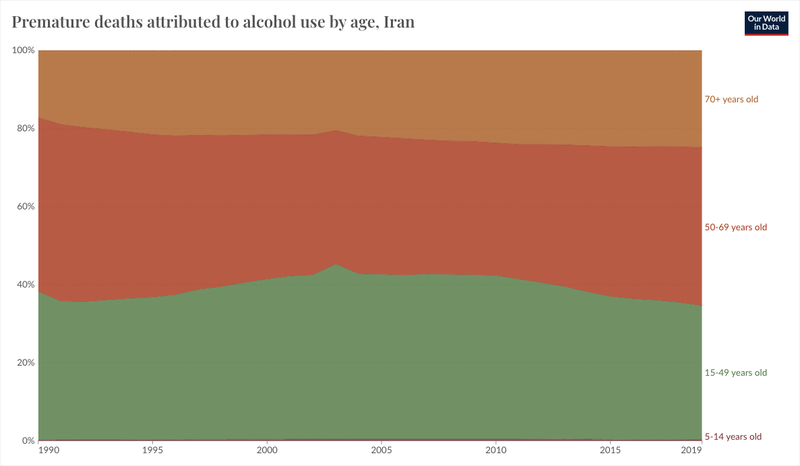 Premature deaths attributed to alcohol use by age, Iran
Our World
in Data
100%
80%
60%
40%
20%
0%
70+ years old
50-69 years old
15-49 years old
5-14 years old
1990
1995
2000
2005
2010
2015
2019